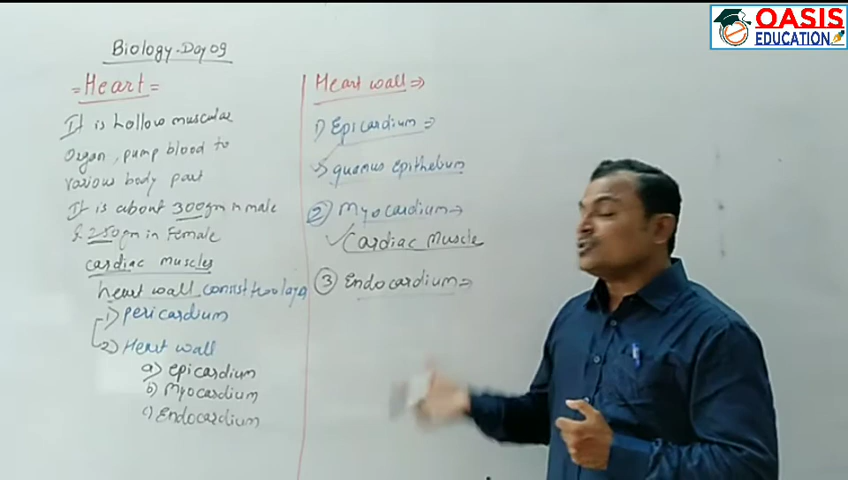 OASIS
EDUCATION
Biology-Day 09
=Heart=
It is hollow muscular
organ, pump blood to
various body part
It is about 300gm in male
& 250gm in Female
cardiac muscles
heart wall consist two layer
1) pericardium
2) Heart wall
a) epicardium
b) Myocardium
c) Endocardium
Heart wall ⇒
1) Epicardium ⇒
squamus epithelium
② Myocardium ⇒
✓ Cardiac Muscle
③ Endocardium ⇒